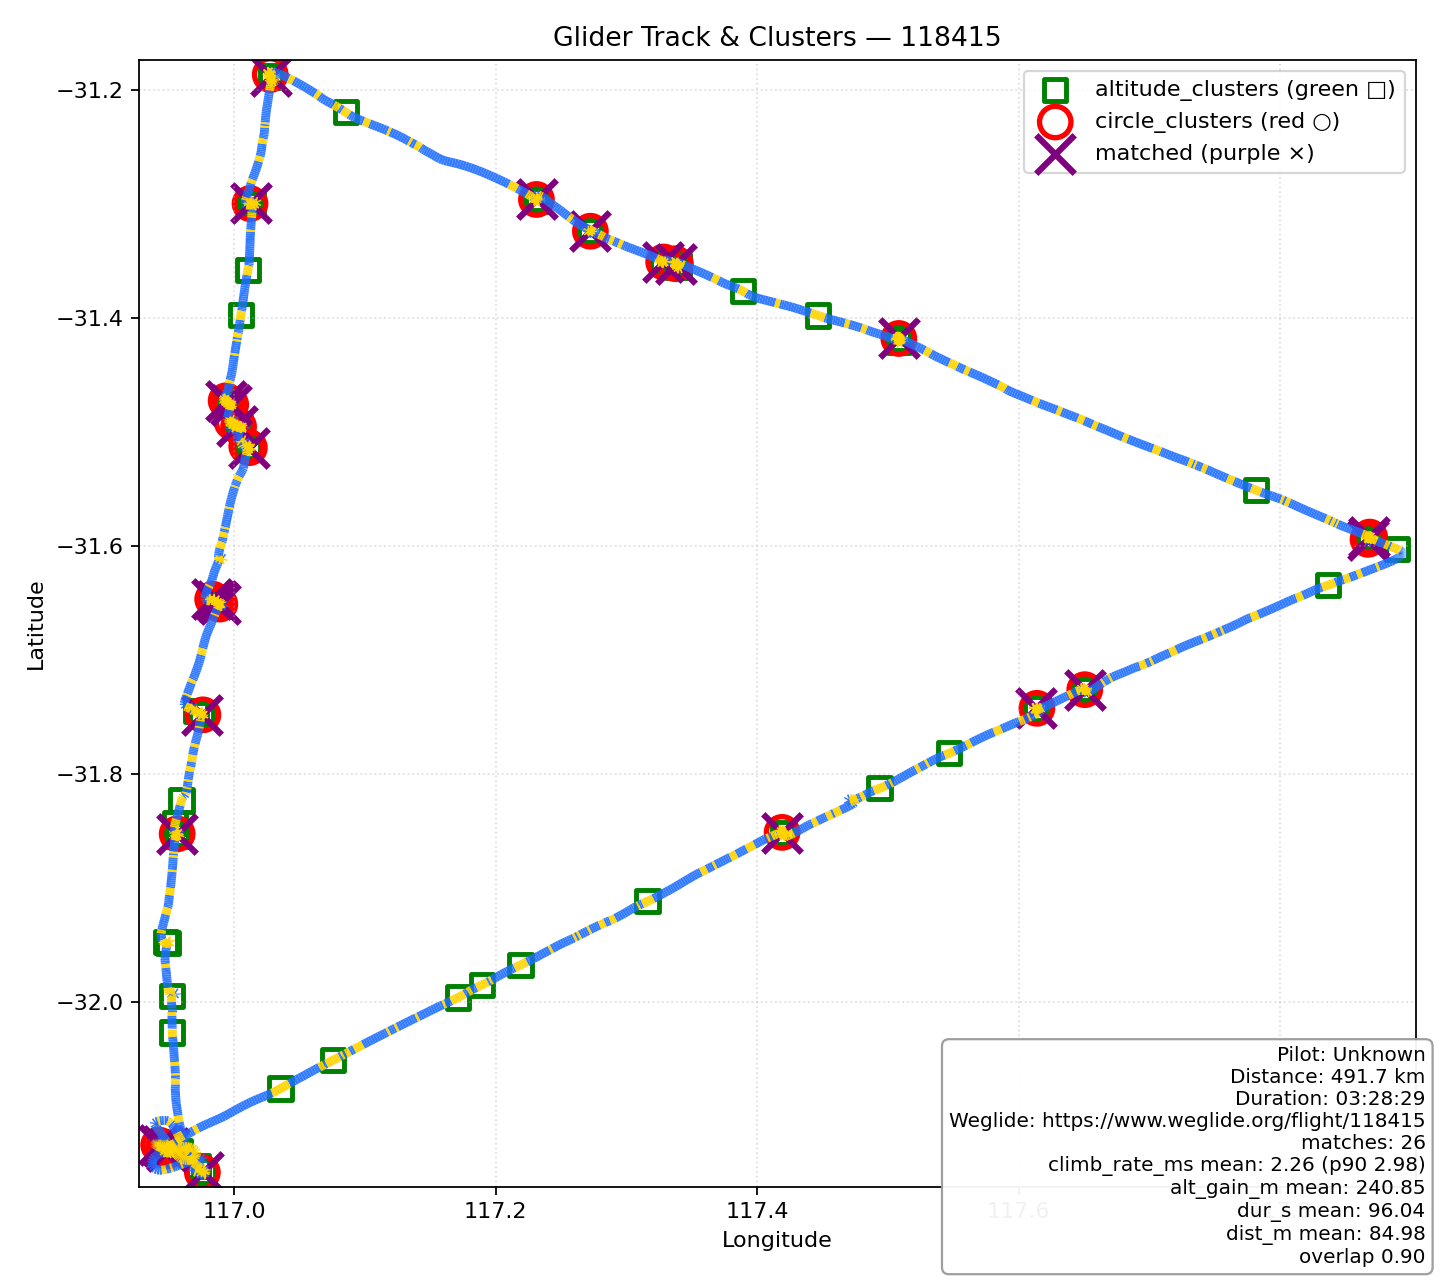 Glider Track & Clusters — 118415
altitude_clusters (green □)
circle_clusters (red ○)
matched (purple ×)
Latitude
−31.2
−31.4
−31.6
−31.8
−32.0
117.0
117.2
117.4
117.6
Longitude
Pilot: Unknown
Distance: 491.7 km
Duration: 03:28:29
Weglide: https://www.weglide.org/flight/118415
matches: 26
climb_rate_ms mean: 2.26 (p90 2.98)
alt_gain_m mean: 240.85
dur_s mean: 96.04
dist_m mean: 84.98
overlap 0.90